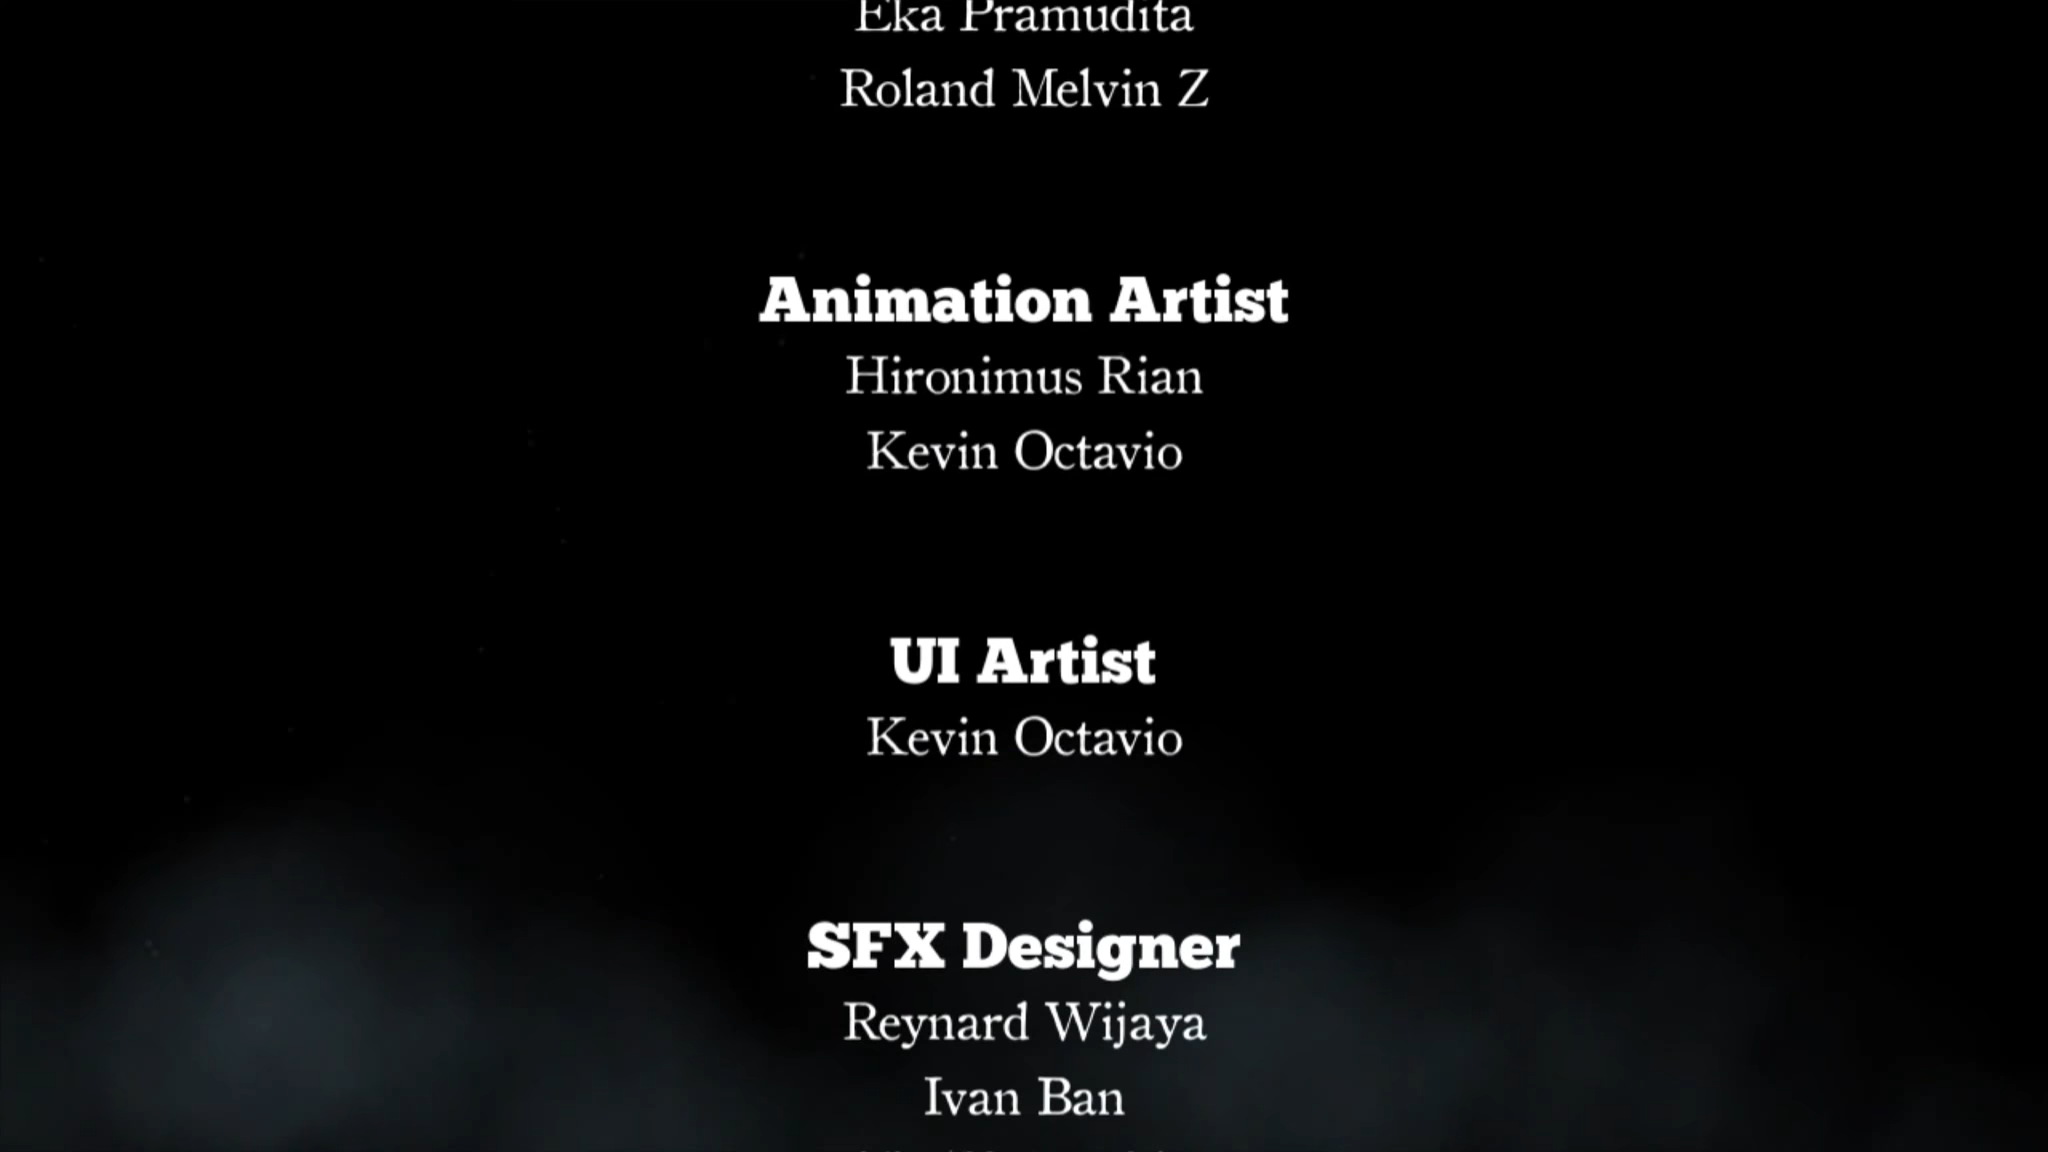 Eka Pramudita
Roland Melvin Z
Animation Artist
Hironimus Rian
Kevin Octavio
UI Artist
Kevin Octavio
SFX Designer
Reynard Wijaya
Ivan Ban